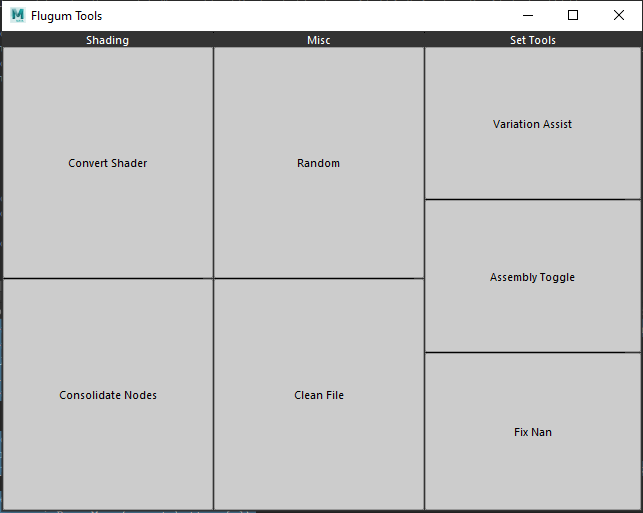 Flugum Tools
Shading
Convert Shader
Consolidate Nodes
Misc
Random
Clean File
Set Tools
Variation Assist
Assembly Toggle
Fix Nan